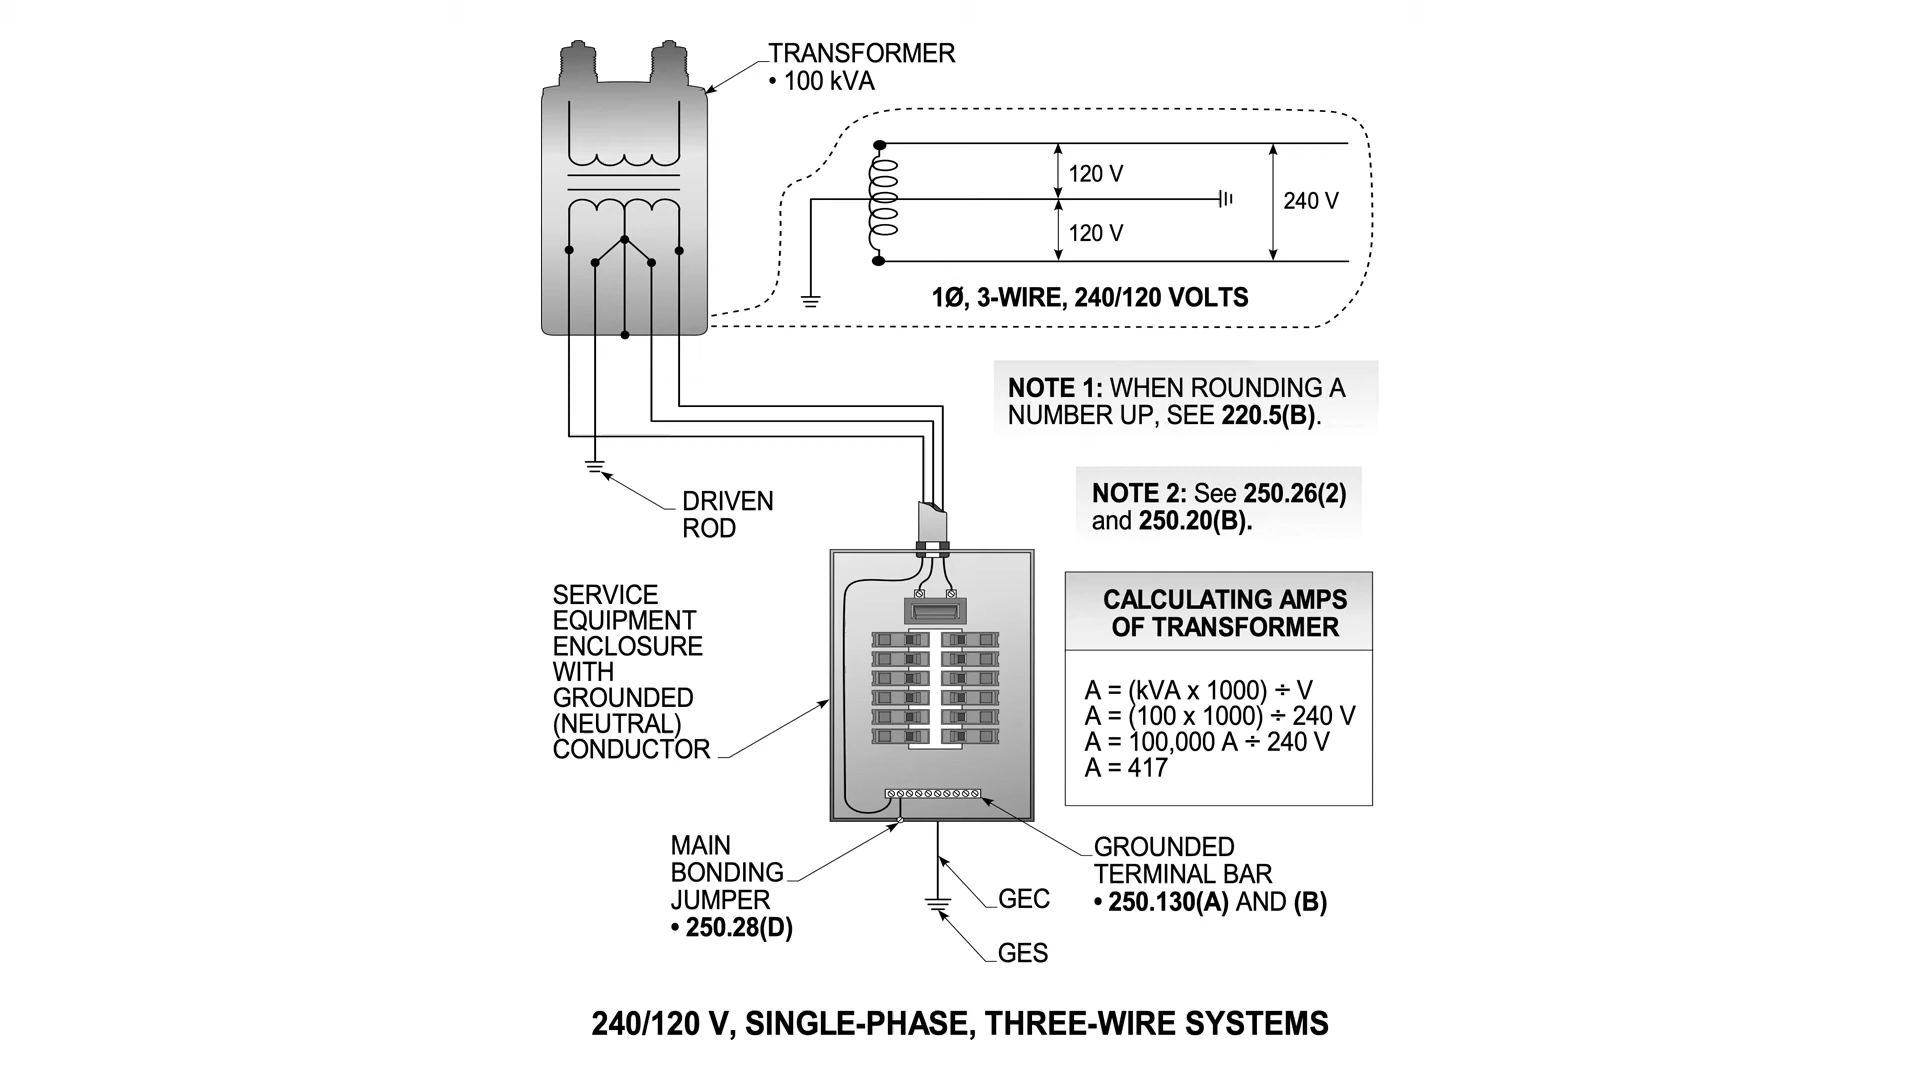 TRANSFORMER
• 100 kVA
120 V
240 V
120 V
1Ø, 3-WIRE, 240/120 VOLTS
NOTE 1: WHEN ROUNDING A
NUMBER UP, SEE 220.5(B).
NOTE 2: See 250.26(2)
and 250.20(B).
DRIVEN
ROD
SERVICE
EQUIPMENT
ENCLOSURE
WITH
GROUNDED
(NEUTRAL)
CONDUCTOR
CALCULATING AMPS
OF TRANSFORMER
A = (kVA x 1000) ÷ V
A = (100 x 1000) ÷ 240 V
A = 100,000 A ÷ 240 V
A = 417
MAIN
BONDING
JUMPER
• 250.28(D)
GEC
GES
GROUNDED
TERMINAL BAR
• 250.130(A) AND (B)
240/120 V, SINGLE-PHASE, THREE-WIRE SYSTEMS